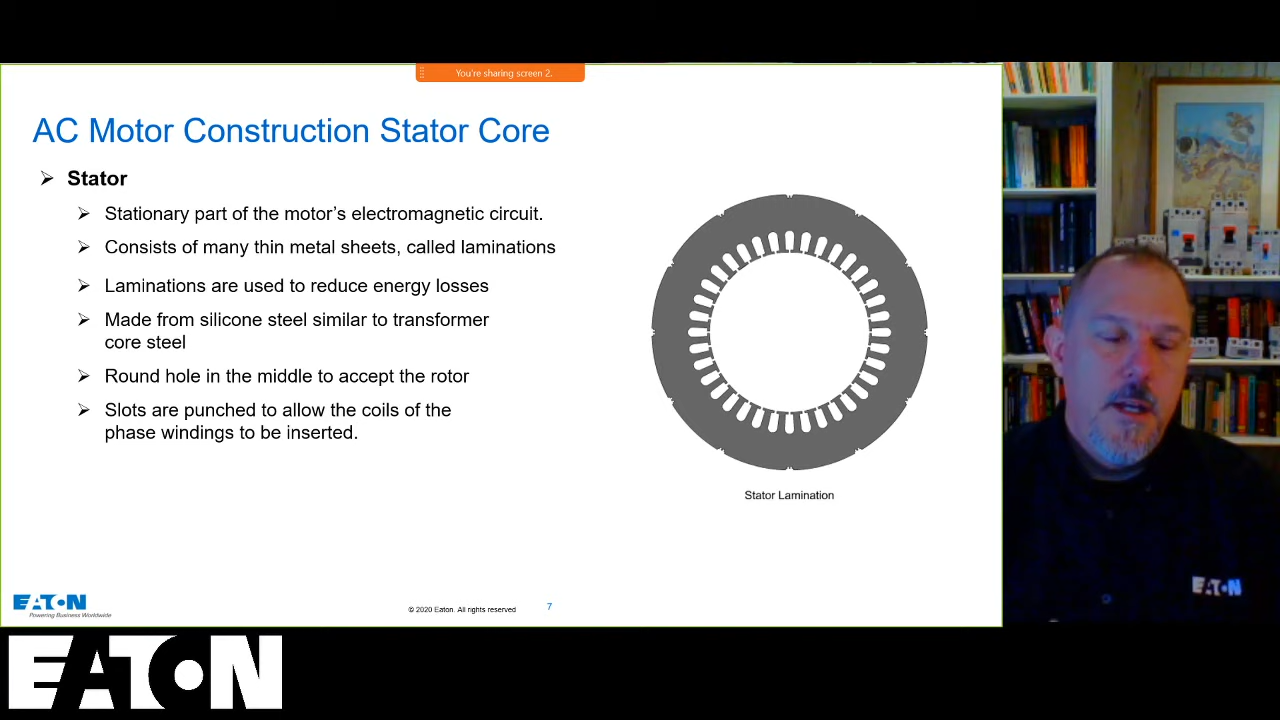 You're sharing screen 2.
AC Motor Construction Stator Core
Stator
Stationary part of the motor’s electromagnetic circuit.
Consists of many thin metal sheets, called laminations
Laminations are used to reduce energy losses
Made from silicone steel similar to transformer
core steel
Round hole in the middle to accept the rotor
Slots are punched to allow the coils of the
phase windings to be inserted.
Stator Lamination
EATON
Powering Business Worldwide
© 2020 Eaton. All rights reserved
7
EATON
EATON